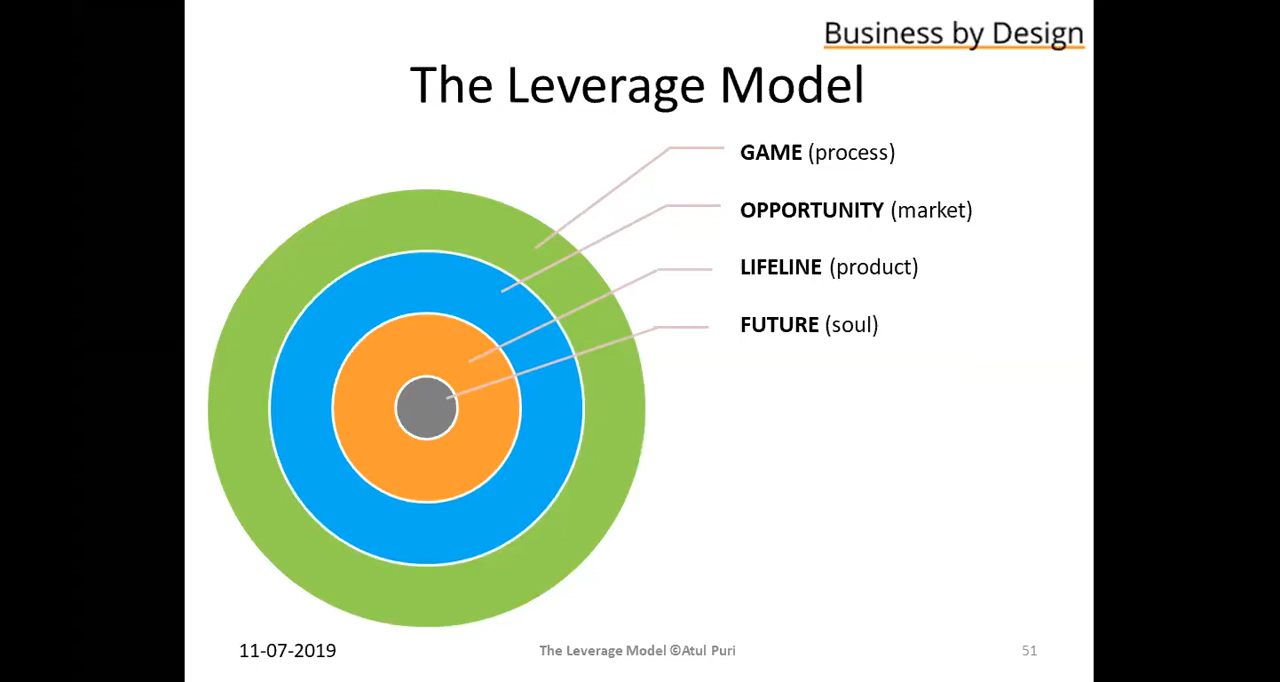 Business by Design
The Leverage Model
GAME (process)
OPPORTUNITY (market)
LIFELINE (product)
FUTURE (soul)
11-07-2019
The Leverage Model ©Atul Puri
51